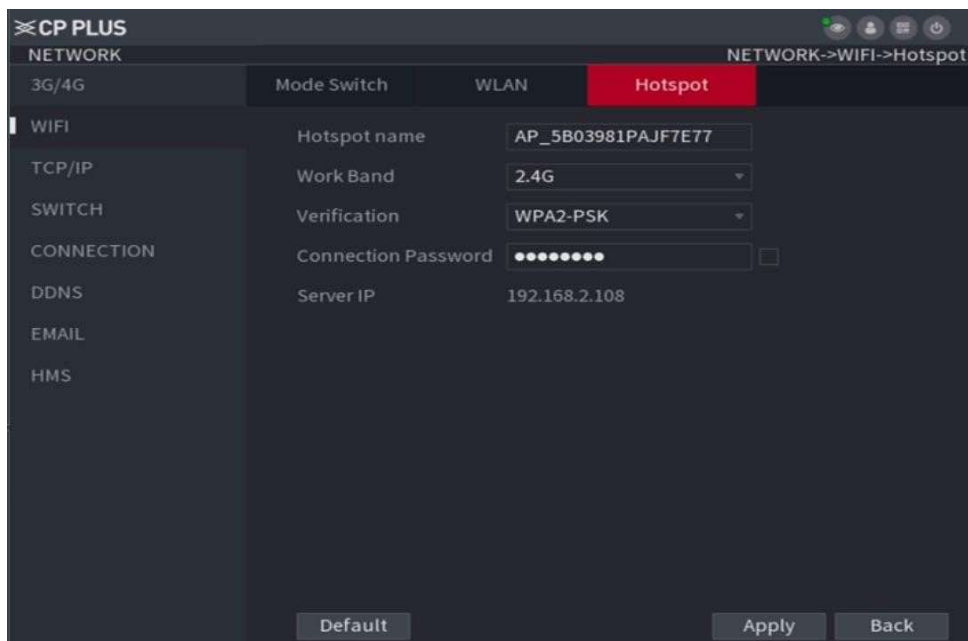 CP PLUS
NETWORK NETWORK->WIFI->Hotspot
3G/4G
WIFI
TCP/IP
SWITCH
CONNECTION
DDNS
EMAIL
HMS
Mode Switch WLAN Hotspot
Hotspot name AP_5B03981PAJF7E77
Work Band 2.4G
Verification WPA2-PSK
Connection Password ●●●●●●●●
Server IP 192.168.2.108
Default Apply Back